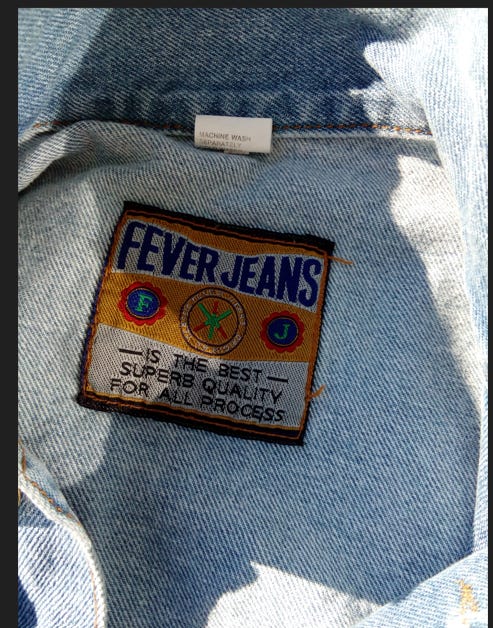 MACHINE WASH
SEPARATELY
FEVER JEANS
F
J
—IS THE BEST—
SUPERB QUALITY
FOR ALL PROCESS